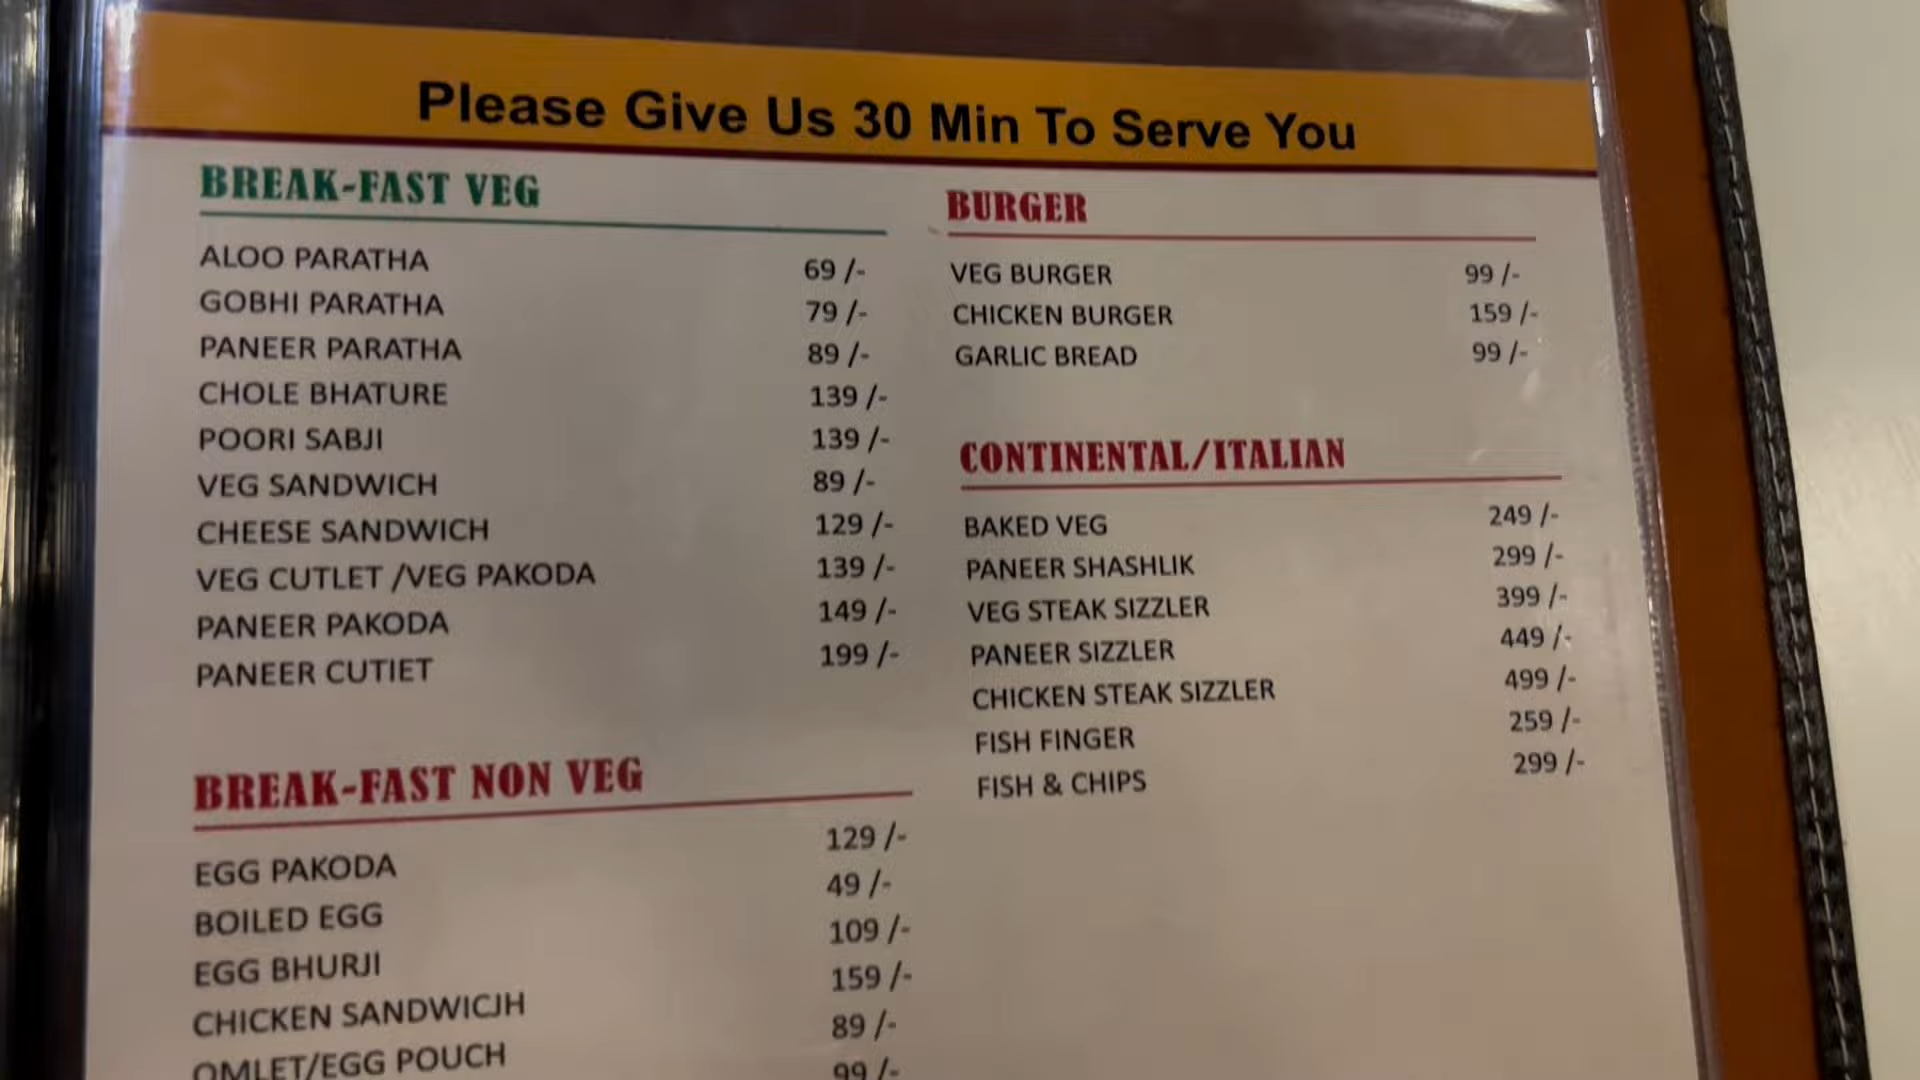 Please Give Us 30 Min To Serve You
BREAK-FAST VEG
ALOO PARATHA 69 /-
GOBHI PARATHA 79 /-
PANEER PARATHA 89 /-
CHOLE BHATURE 139 /-
POORI SABJI 139 /-
VEG SANDWICH 89 /-
CHEESE SANDWICH 129 /-
VEG CUTLET /VEG PAKODA 139 /-
PANEER PAKODA 149 /-
PANEER CUTIET 199 /-
BREAK-FAST NON VEG
EGG PAKODA 129 /-
BOILED EGG 49 /-
EGG BHURJI 109 /-
CHICKEN SANDWICJH 159 /-
OMLET/EGG POUCH 89 /-
99 /-
BURGER
VEG BURGER 99 /-
CHICKEN BURGER 159 /-
GARLIC BREAD 99 /-
CONTINENTAL/ITALIAN
BAKED VEG 249 /-
PANEER SHASHLIK 299 /-
VEG STEAK SIZZLER 399 /-
PANEER SIZZLER 449 /-
CHICKEN STEAK SIZZLER 499 /-
FISH FINGER 259 /-
FISH & CHIPS 299 /-